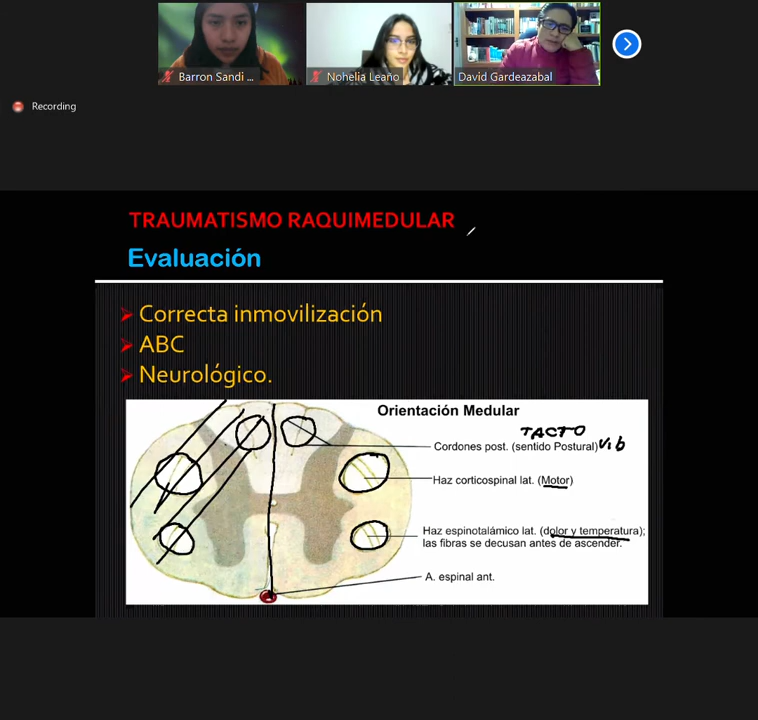 Barron Sandi ...
Nohelia Leaño
David Gardeazabal
Recording
TRAUMATISMO RAQUIMEDULAR
Evaluación
Correcta inmovilización
ABC
Neurológico.
Orientación Medular
TACTO
Cordones post. (sentido Postural) Vib
Haz corticospinal lat. (Motor)
Haz espinotalámico lat. (dolor y temperatura);
las fibras se decusan antes de ascender.
A. espinal ant.